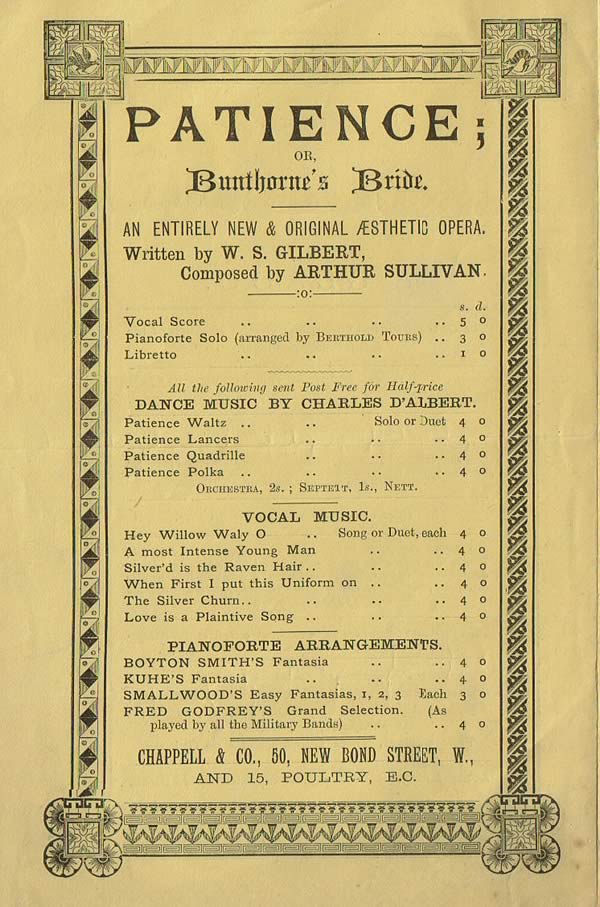 PATIENCE;
OR,
Bunthorne's Bride.
AN ENTIRELY NEW & ORIGINAL ÆSTHETIC OPERA.
Written by W. S. GILBERT,
Composed by ARTHUR SULLIVAN.
:o:
s. d.
Vocal Score .. .. .. .. 5 0
Pianoforte Solo (arranged by BERTHOLD TOURS) .. 3 0
Libretto .. .. .. .. 1 0
All the following sent Post Free for Half-price
DANCE MUSIC BY CHARLES D'ALBERT.
Patience Waltz .. .. Solo or Duet 4 0
Patience Lancers .. .. .. 4 0
Patience Quadrille .. .. .. 4 0
Patience Polka .. .. .. .. 4 0
ORCHESTRA, 2s. ; SEPTETT, 1s., NETT.
VOCAL MUSIC.
Hey Willow Waly O .. Song or Duet, each 4 0
A most Intense Young Man .. .. 4 0
Silver'd is the Raven Hair .. .. .. 4 0
When First I put this Uniform on .. .. 4 0
The Silver Churn .. .. .. .. 4 0
Love is a Plaintive Song .. .. .. 4 0
PIANOFORTE ARRANGEMENTS.
BOYTON SMITH'S Fantasia .. .. 4 0
KUHE'S Fantasia .. .. .. 4 0
SMALLWOOD'S Easy Fantasias, 1, 2, 3 Each 3 0
FRED GODFREY'S Grand Selection. (As
played by all the Military Bands) .. .. 4 0
CHAPPELL & CO., 50, NEW BOND STREET, W.,
AND 15, POULTRY, E.C.